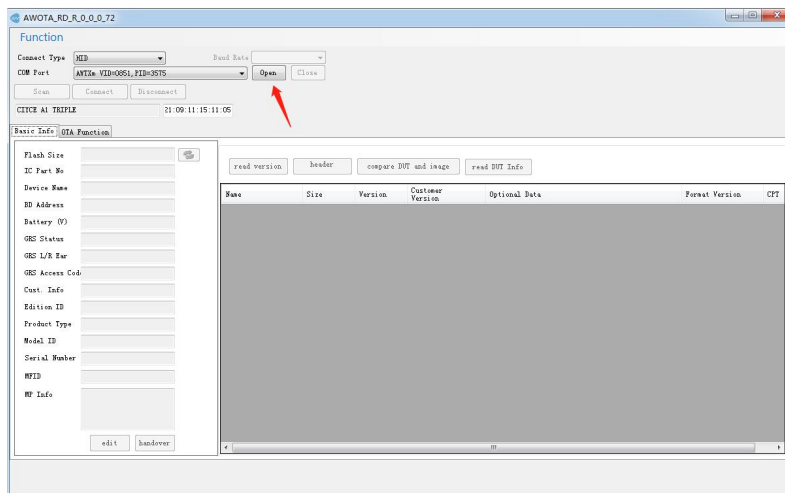 AWOTA_RD_R_0_0_0_72
Function
Connect Type HID Baud Rate
COM Port AWTXm VID=0851,PID=3575 Open Close
Scan Connect Disconnect
CITCE A1 TRIPLE 21:09:11:15:11:05
Basic Info OTA Function
Flash Size
IC Part No
Device Name
BD Address
Battery (V)
GRS Status
GRS L/R Ear
GRS Access Cod
Cust. Info
Edition ID
Product Type
Model ID
Serial Number
MFID
MP Info
edit handover
read version header compare DUT and image read DUT Info
Name Size Version Customer Version Optional Data Format Version CPT